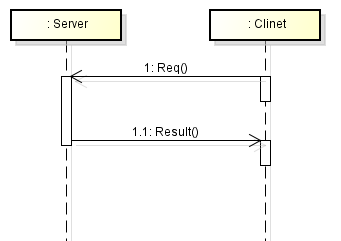 : Server
: Clinet
1: Req()
1.1: Result()